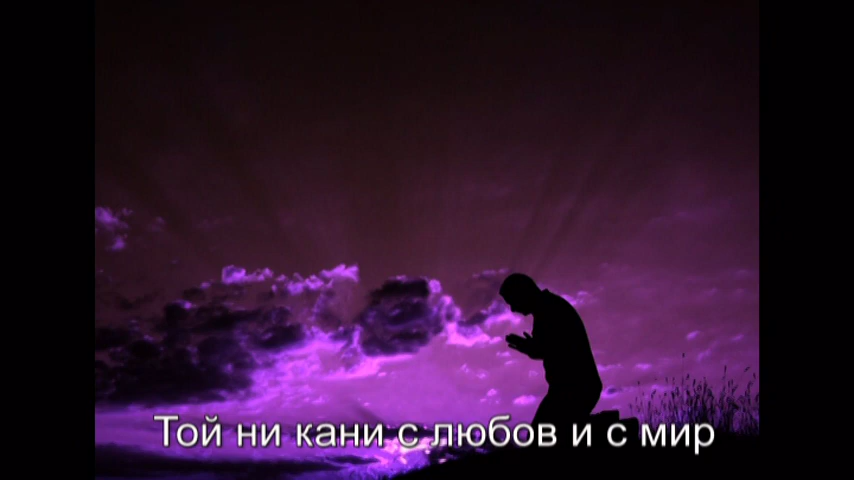 Той ни кани с любов и с мир